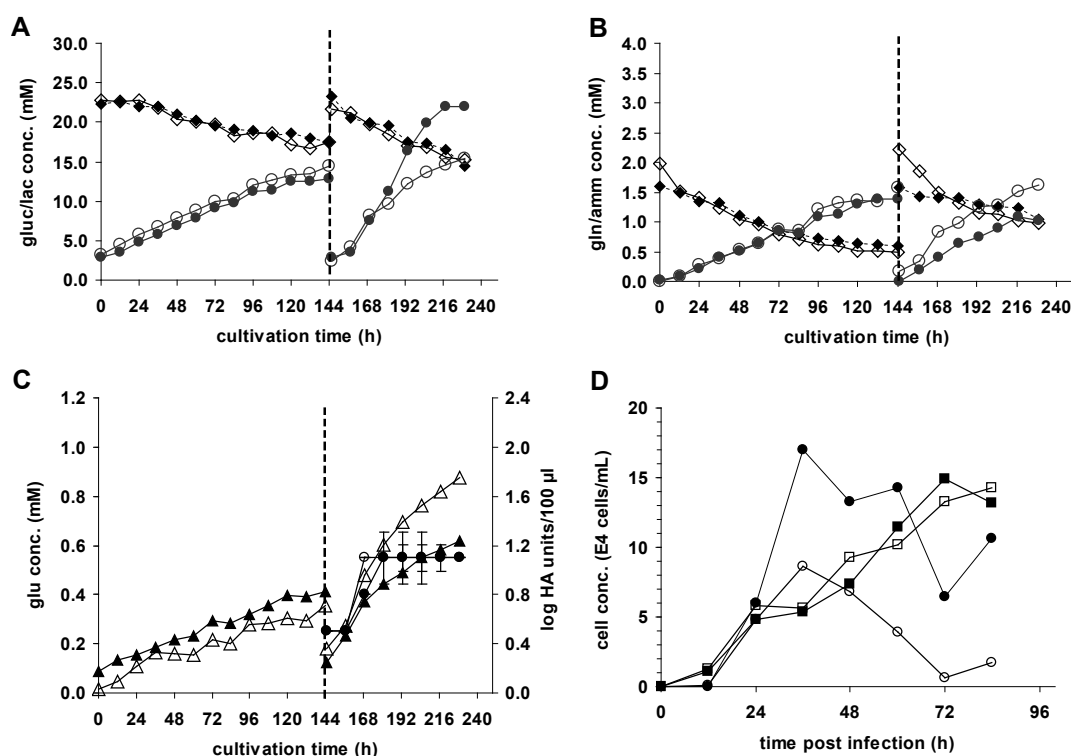 A
30.0
25.0
20.0
15.0
10.0
5.0
0.0
gluc/lac conc. (mM)
0 24 48 72 96 120 144 168 192 216 240
cultivation time (h)
B
4.0
3.5
3.0
2.5
2.0
1.5
1.0
0.5
0.0
gln/amm conc. (mM)
0 24 48 72 96 120 144 168 192 216 240
cultivation time (h)
C
1.2
1.0
0.8
0.6
0.4
0.2
0.0
glu conc. (mM)
2.4
2.0
1.6
1.2
0.8
0.4
0.0
log HA units/100 µl
0 24 48 72 96 120 144 168 192 216 240
cultivation time (h)
D
20
15
10
5
0
cell conc. (E4 cells/mL)
0 24 48 72 96
time post infection (h)